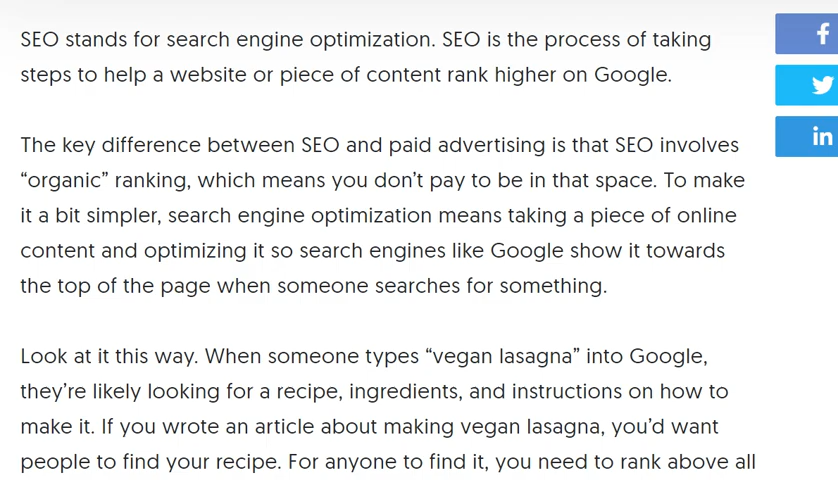 SEO stands for search engine optimization. SEO is the process of taking
steps to help a website or piece of content rank higher on Google.
The key difference between SEO and paid advertising is that SEO involves
“organic” ranking, which means you don’t pay to be in that space. To make
it a bit simpler, search engine optimization means taking a piece of online
content and optimizing it so search engines like Google show it towards
the top of the page when someone searches for something.
Look at it this way. When someone types “vegan lasagna” into Google,
they’re likely looking for a recipe, ingredients, and instructions on how to
make it. If you wrote an article about making vegan lasagna, you’d want
people to find your recipe. For anyone to find it, you need to rank above all